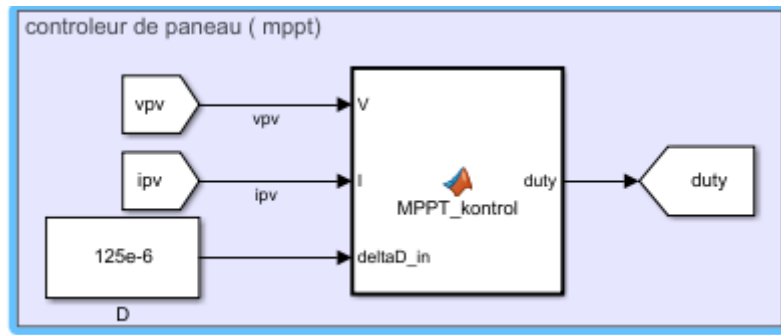 controleur de paneau ( mppt)
vpv
vpv
V
ipv
ipv
I
duty
duty
MPPT_kontrol
125e-6
deltaD_in
D